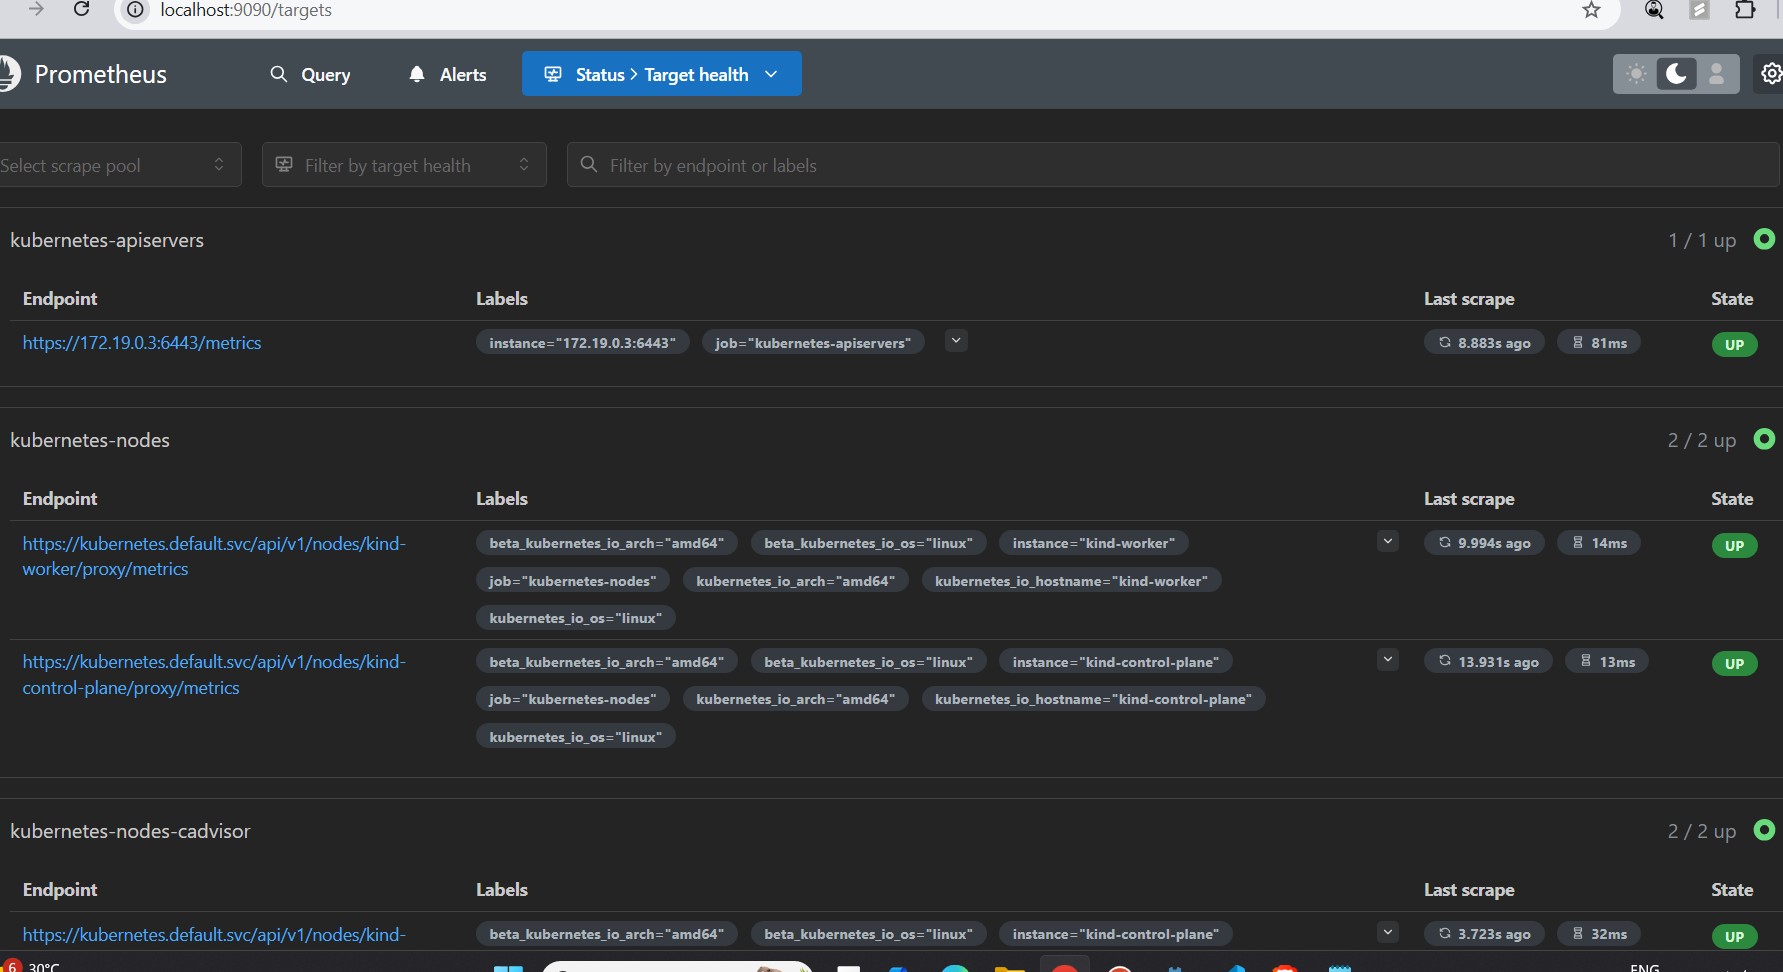 localhost:9090/targets
Prometheus
Query
Alerts
Status > Target health
Select scrape pool
Filter by target health
Filter by endpoint or labels
kubernetes-apiservers
1 / 1 up
Endpoint Labels Last scrape State
https://172.19.0.3:6443/metrics
instance="172.19.0.3:6443" job="kubernetes-apiservers"
8.883s ago 81ms UP
kubernetes-nodes
2 / 2 up
Endpoint Labels Last scrape State
https://kubernetes.default.svc/api/v1/nodes/kind-
worker/proxy/metrics
beta_kubernetes_io_arch="amd64" beta_kubernetes_io_os="linux" instance="kind-worker"
job="kubernetes-nodes" kubernetes_io_arch="amd64" kubernetes_io_hostname="kind-worker"
kubernetes_io_os="linux"
9.994s ago 14ms UP
https://kubernetes.default.svc/api/v1/nodes/kind-
control-plane/proxy/metrics
beta_kubernetes_io_arch="amd64" beta_kubernetes_io_os="linux" instance="kind-control-plane"
job="kubernetes-nodes" kubernetes_io_arch="amd64" kubernetes_io_hostname="kind-control-plane"
kubernetes_io_os="linux"
13.931s ago 13ms UP
kubernetes-nodes-cadvisor
2 / 2 up
Endpoint Labels Last scrape State
https://kubernetes.default.svc/api/v1/nodes/kind-
beta_kubernetes_io_arch="amd64" beta_kubernetes_io_os="linux" instance="kind-control-plane"
3.723s ago 32ms UP
6 30°C
ENG